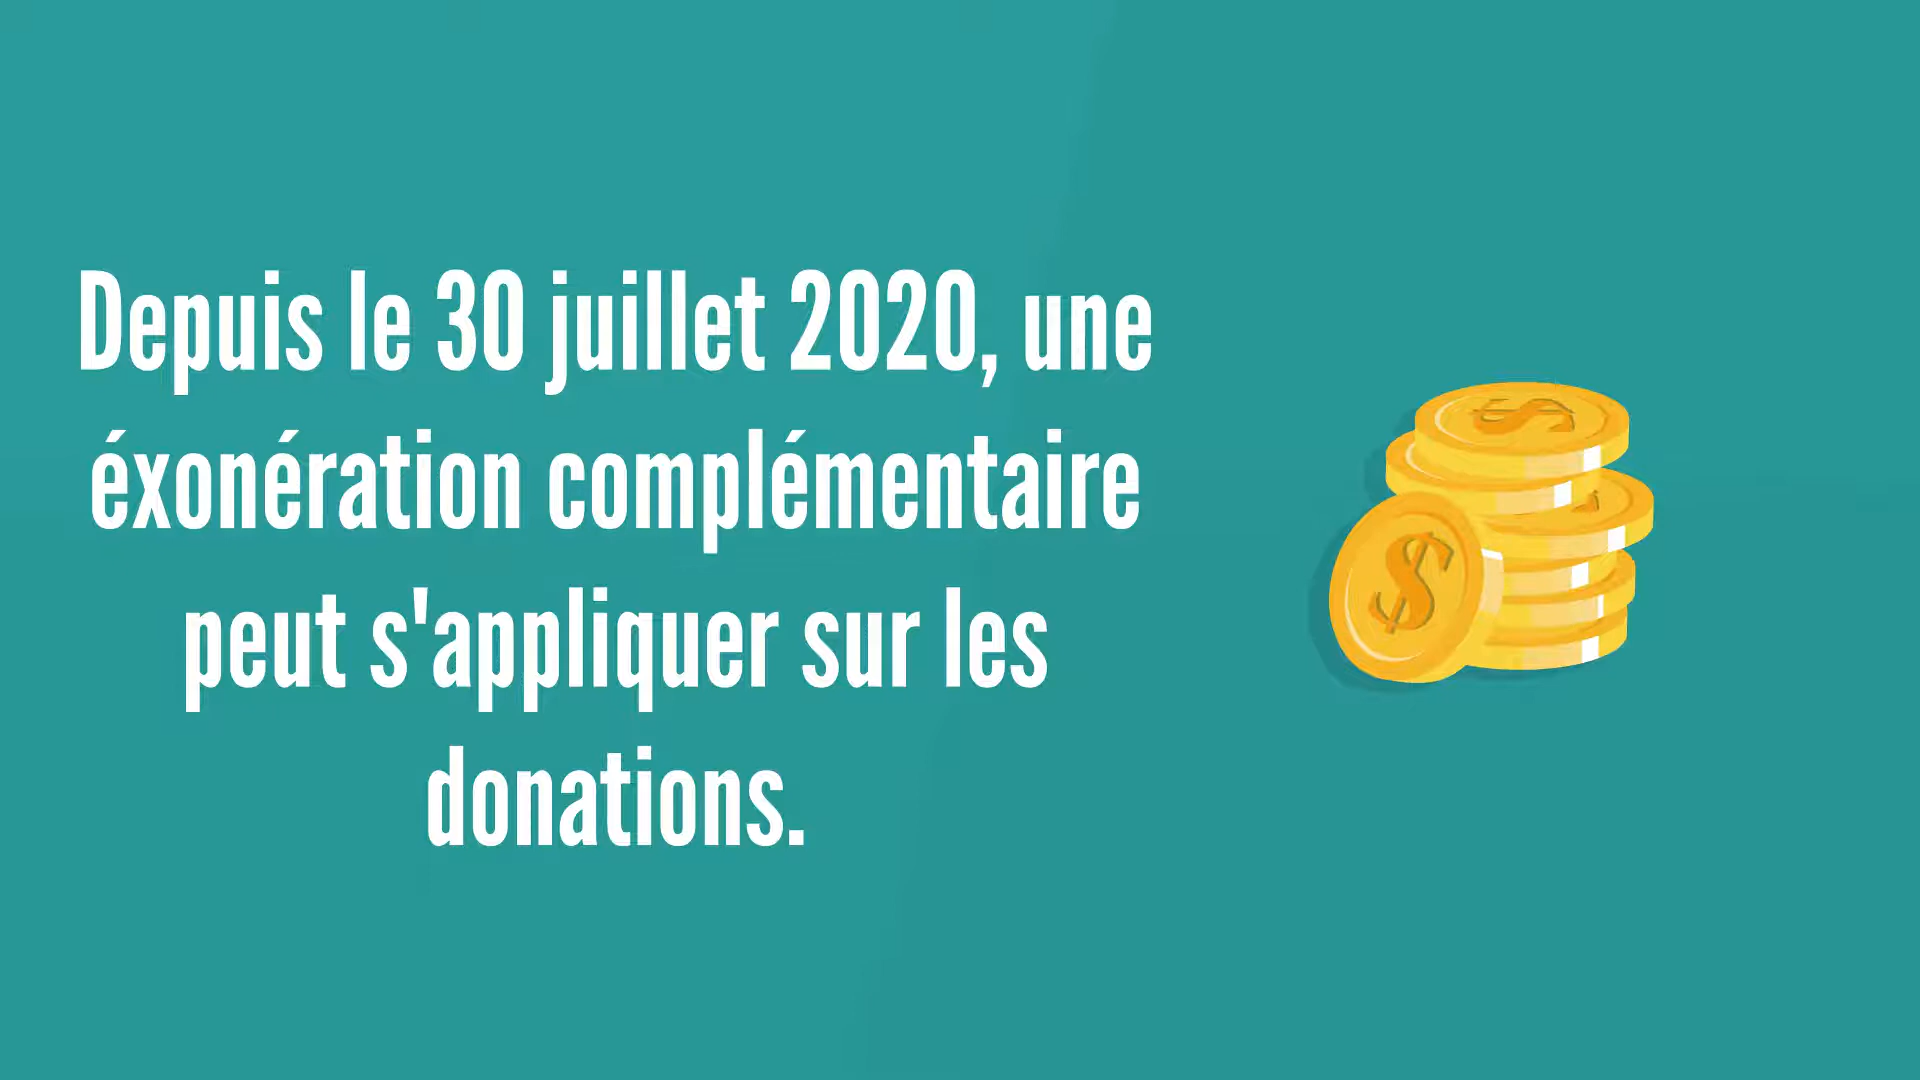 Depuis le 30 juillet 2020, une
éxonération complémentaire
peut s'appliquer sur les
donations.